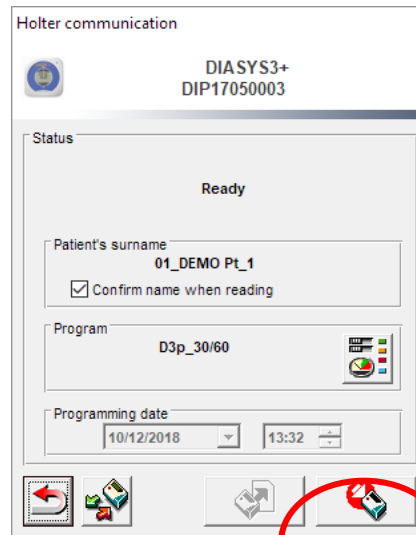 Holter communication
DIASYS3+
DIP17050003
Status
Ready
Patient's surname
01_DEMO Pt_1
Confirm name when reading
Program
D3p_30/60
Programming date
10/12/2018 13:32